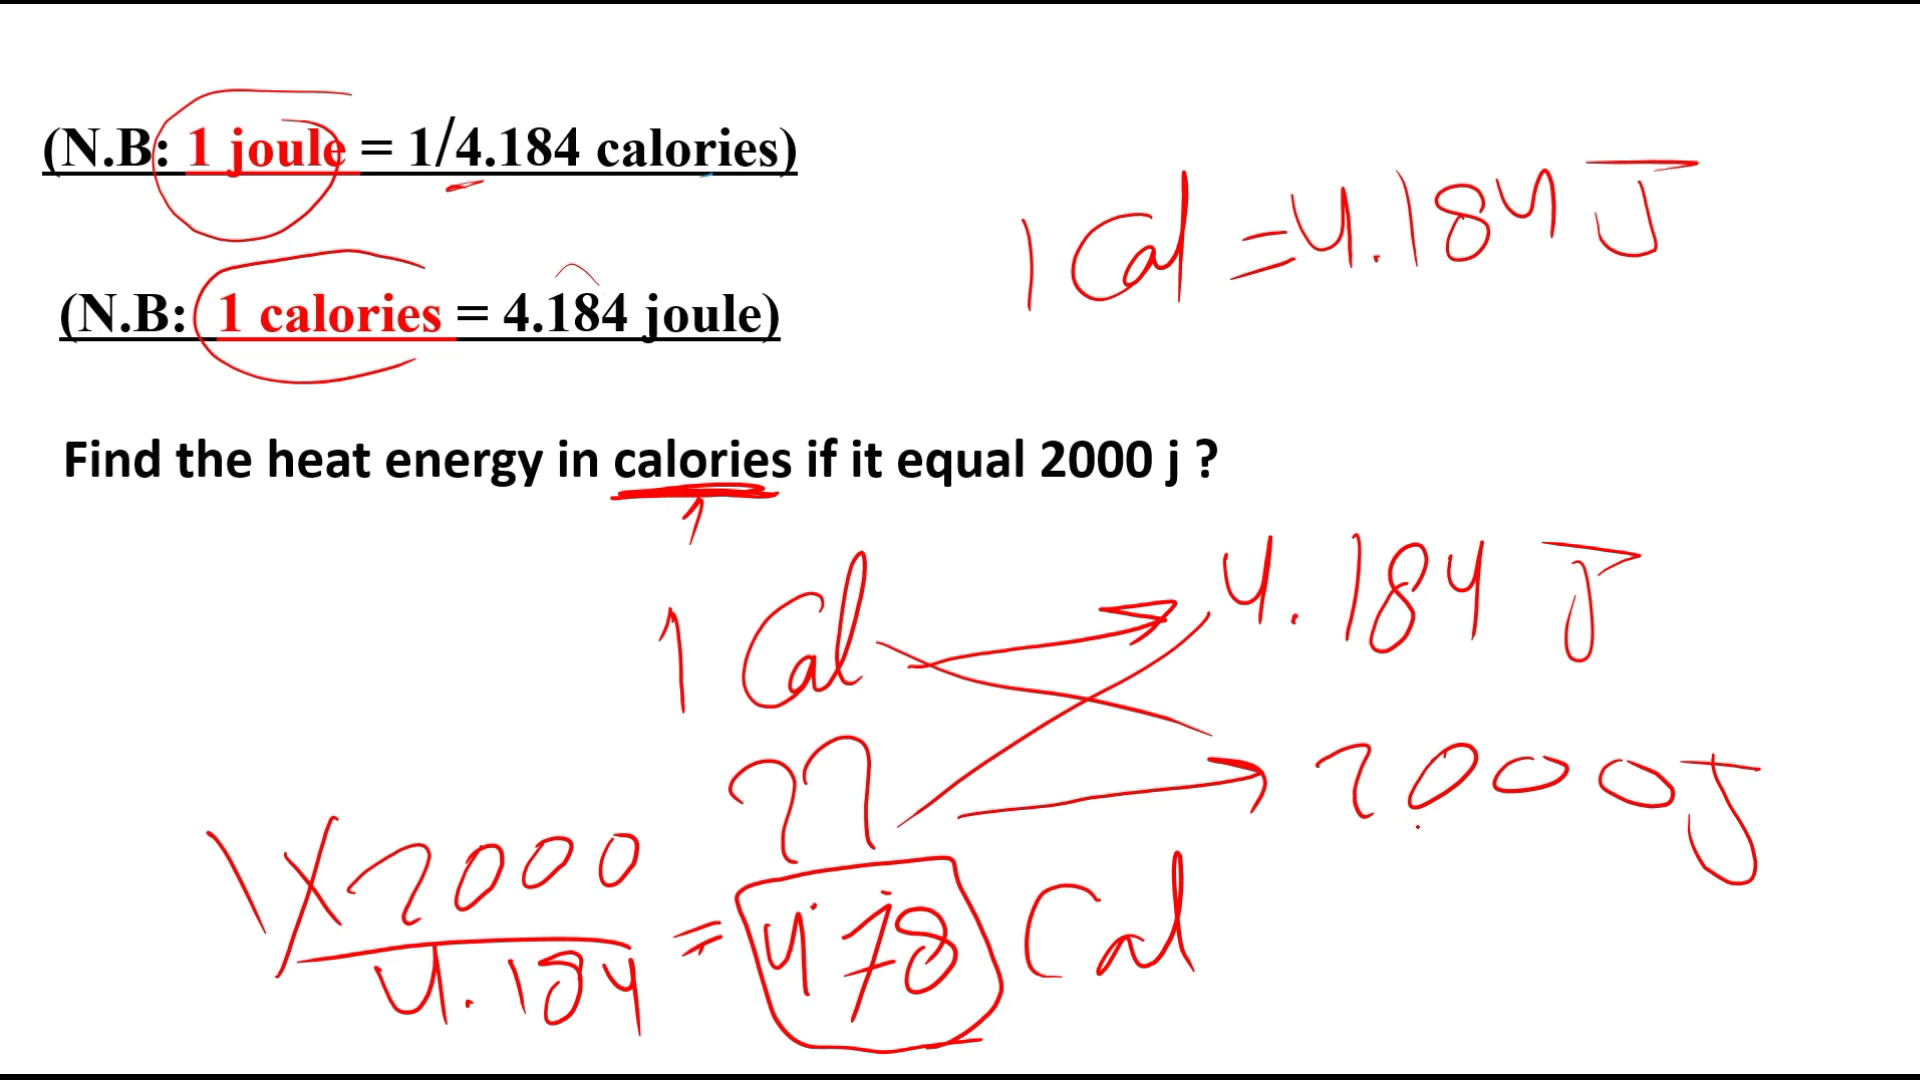 (N.B: 1 joule = 1/4.184 calories)
1 Cal = 4.184 J
(N.B: 1 calories = 4.184 joule)
Find the heat energy in calories if it equal 2000 j ?
1 Cal 4.184 J
?? 2000 J
1 × 2000
4.184
= 478 Cal